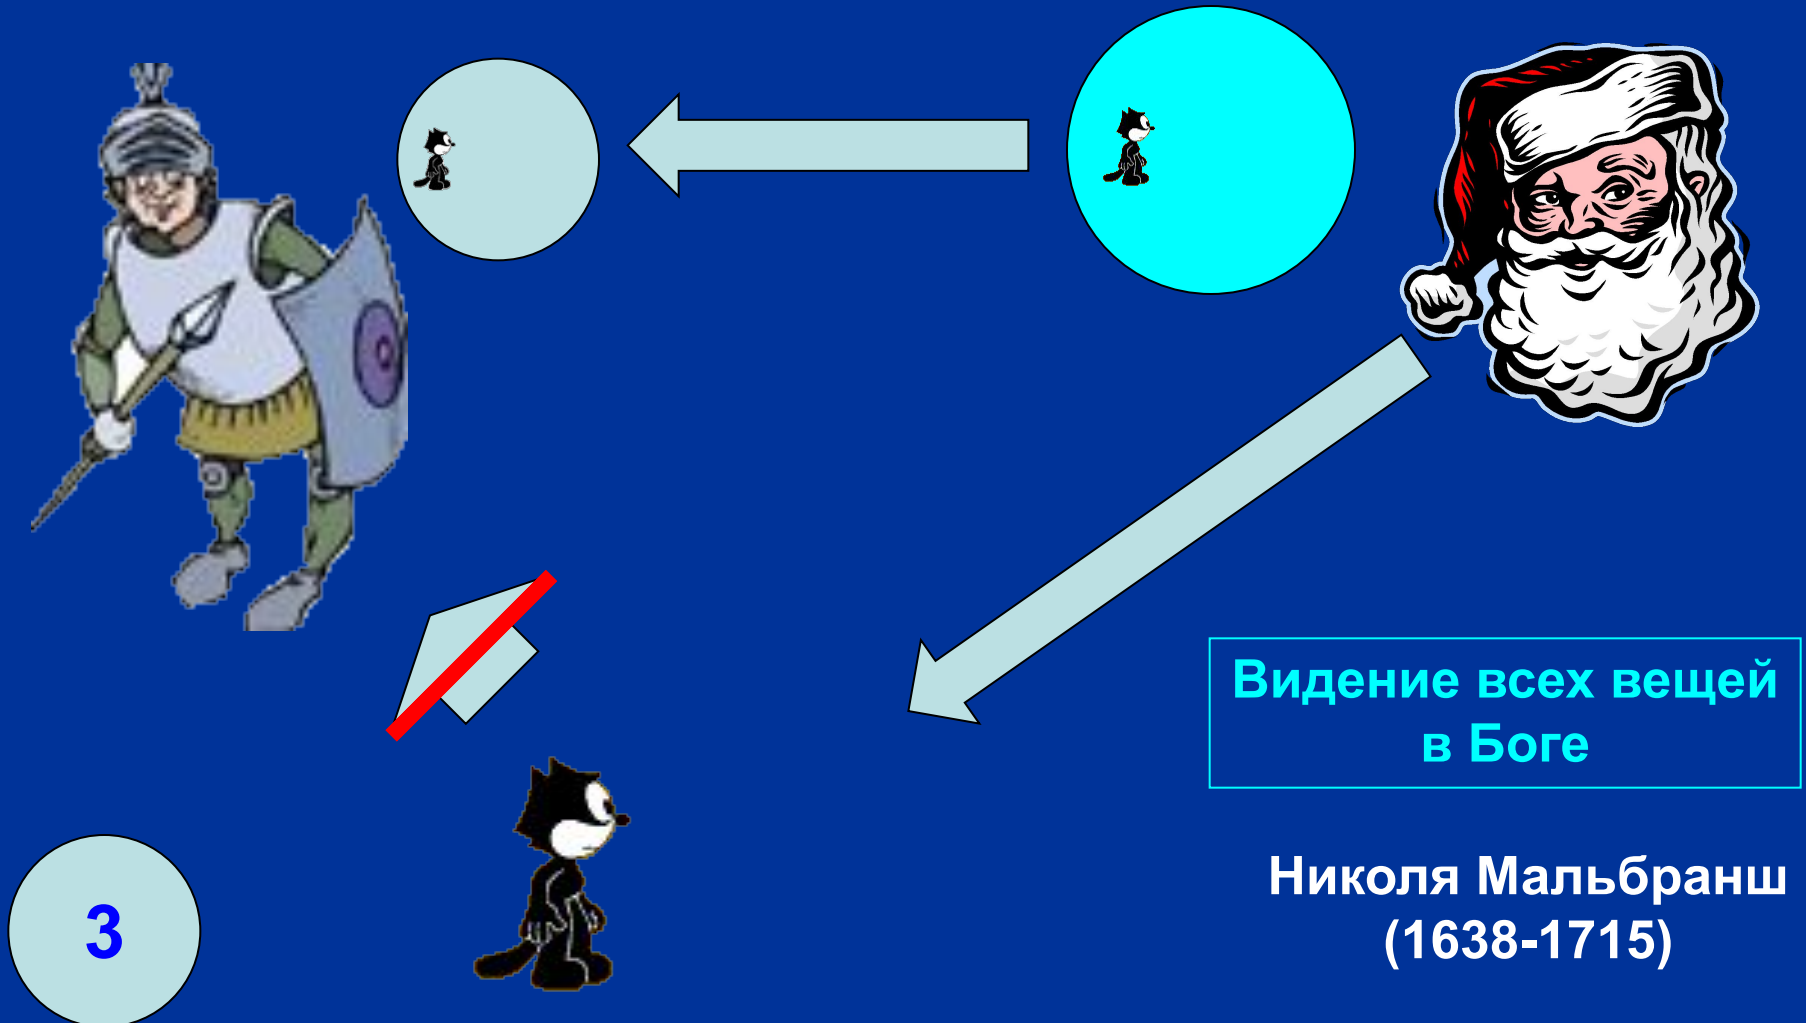 Видение всех вещей
в Боге
Николя Мальбранш
(1638-1715)
3